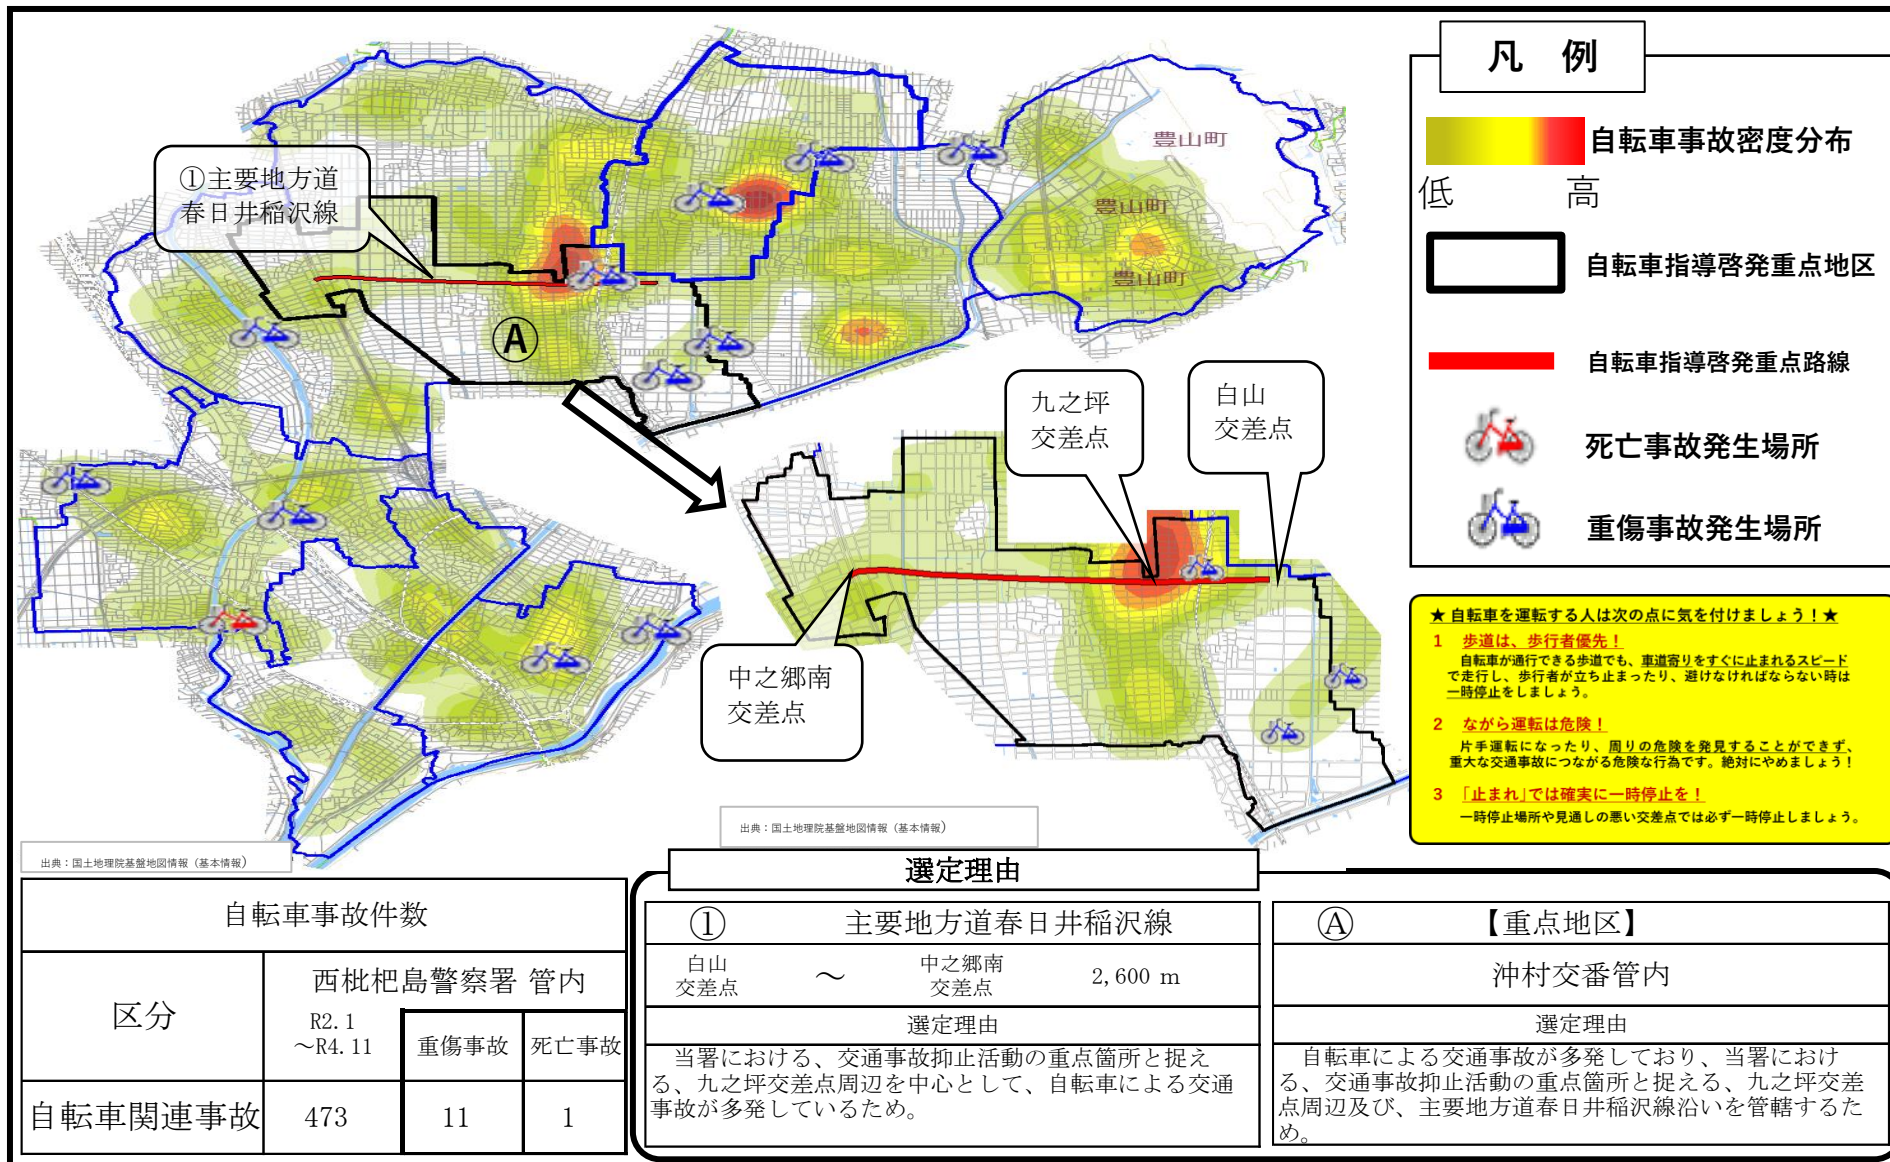 ①主要地方道
春日井稲沢線
豊山町
豊山町
豊山町
Ⓐ
九之坪
交差点
白山
交差点
中之郷南
交差点
出典：国土地理院基盤地図情報（基本情報）
出典：国土地理院基盤地図情報（基本情報）
凡 例
自転車事故密度分布
低 高
自転車指導啓発重点地区
自転車指導啓発重点路線
死亡事故発生場所
重傷事故発生場所
★自転車を運転する人は次の点に気を付けましょう！★
1 歩道は、歩行者優先！
自転車が通行できる歩道でも、車道寄りをすぐに止まれるスピード
で走行し、歩行者が立ち止まったり、避けなければならない時は
一時停止をしましょう。
2 ながら運転は危険！
片手運転になったり、周りの危険を発見することができず、
重大な交通事故につながる危険な行為です。絶対にやめましょう！
3 「止まれ」では確実に一時停止を！
一時停止場所や見通しの悪い交差点では必ず一時停止しましょう。
自転車事故件数
区分
西枇杷島警察署 管内
R2.1
～R4.11
重傷事故 死亡事故
自転車関連事故 473 11 1
選定理由
① 主要地方道春日井稲沢線
白山
交差点
～
中之郷南
交差点
2,600 m
選定理由
当署における、交通事故抑止活動の重点箇所と捉え
る、九之坪交差点周辺を中心として、自転車による交通
事故が多発しているため。
Ⓐ 【重点地区】
沖村交番管内
選定理由
自転車による交通事故が多発しており、当署におけ
る、交通事故抑止活動の重点箇所と捉える、九之坪交差
点周辺及び、主要地方道春日井稲沢線沿いを管轄するた
め。